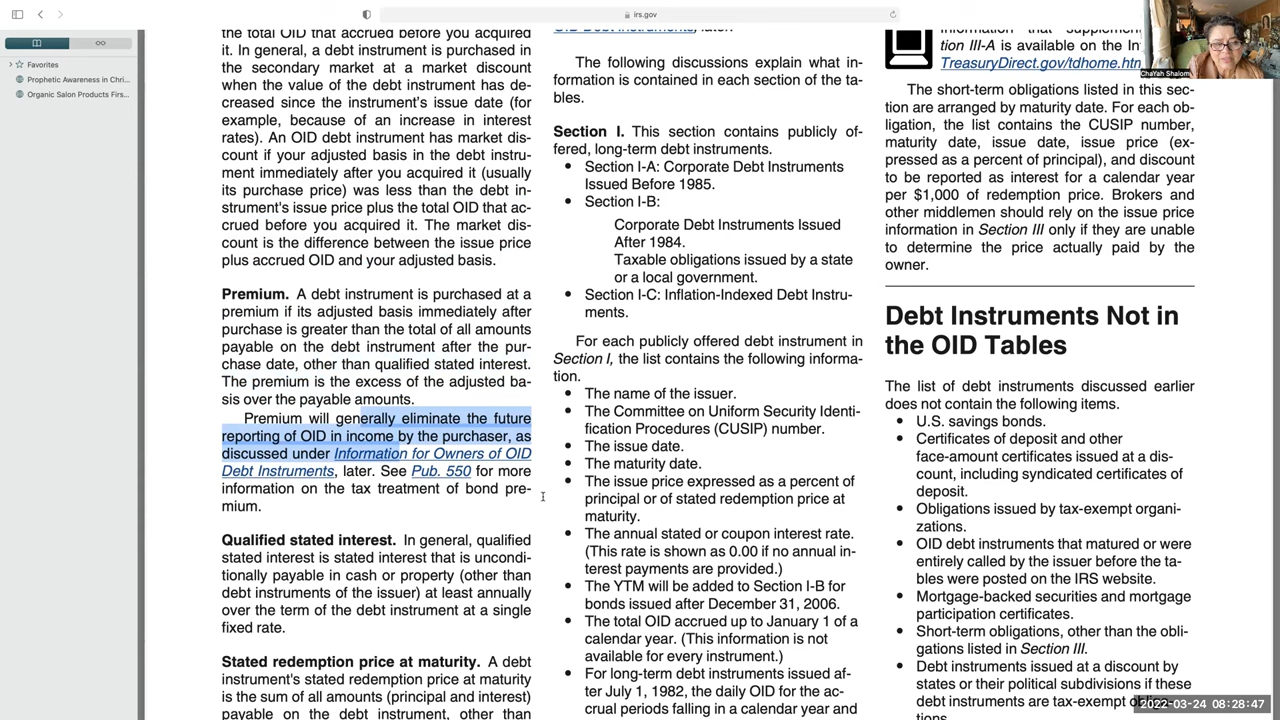 irs.gov
Favorites
Prophetic Awareness in Chri...
Organic Salon Products Firs...
the total OID that accrued before you acquired
it. In general, a debt instrument is purchased in
the secondary market at a market discount
when the value of the debt instrument has de-
creased since the instrument's issue date (for
example, because of an increase in interest
rates). An OID debt instrument has market dis-
count if your adjusted basis in the debt instru-
ment immediately after you acquired it (usually
its purchase price) was less than the debt in-
strument's issue price plus the total OID that ac-
crued before you acquired it. The market dis-
count is the difference between the issue price
plus accrued OID and your adjusted basis.
Premium. A debt instrument is purchased at a
premium if its adjusted basis immediately after
purchase is greater than the total of all amounts
payable on the debt instrument after the pur-
chase date, other than qualified stated interest.
The premium is the excess of the adjusted ba-
sis over the payable amounts.
Premium will generally eliminate the future
reporting of OID in income by the purchaser, as
discussed under Information for Owners of OID
Debt Instruments, later. See Pub. 550 for more
information on the tax treatment of bond pre-
mium.
Qualified stated interest. In general, qualified
stated interest is stated interest that is uncondi-
tionally payable in cash or property (other than
debt instruments of the issuer) at least annually
over the term of the debt instrument at a single
fixed rate.
Stated redemption price at maturity. A debt
instrument's stated redemption price at maturity
is the sum of all amounts (principal and interest)
payable on the debt instrument, other than
OID Debt Instruments, later.
The following discussions explain what in-
formation is contained in each section of the ta-
bles.
Section I. This section contains publicly of-
fered, long-term debt instruments.
• Section I-A: Corporate Debt Instruments
Issued Before 1985.
• Section I-B:
Corporate Debt Instruments Issued
After 1984.
Taxable obligations issued by a state
or a local government.
• Section I-C: Inflation-Indexed Debt Instru-
ments.
For each publicly offered debt instrument in
Section I, the list contains the following informa-
tion.
• The name of the issuer.
• The Committee on Uniform Security Identi-
fication Procedures (CUSIP) number.
• The issue date.
• The maturity date.
• The issue price expressed as a percent of
principal or of stated redemption price at
maturity.
• The annual stated or coupon interest rate.
(This rate is shown as 0.00 if no annual in-
terest payments are provided.)
• The YTM will be added to Section I-B for
bonds issued after December 31, 2006.
• The total OID accrued up to January 1 of a
calendar year. (This information is not
available for every instrument.)
• For long-term debt instruments issued af-
ter July 1, 1982, the daily OID for the ac-
crual periods falling in a calendar year and
information that supplemen
tion III-A is available on the In
TreasuryDirect.gov/tdhome.htn
ChaYah Shalom
The short-term obligations listed in this sec-
tion are arranged by maturity date. For each ob-
ligation, the list contains the CUSIP number,
maturity date, issue date, issue price (ex-
pressed as a percent of principal), and discount
to be reported as interest for a calendar year
per $1,000 of redemption price. Brokers and
other middlemen should rely on the issue price
information in Section III only if they are unable
to determine the price actually paid by the
owner.
Debt Instruments Not in
the OID Tables
The list of debt instruments discussed earlier
does not contain the following items.
• U.S. savings bonds.
• Certificates of deposit and other
face-amount certificates issued at a dis-
count, including syndicated certificates of
deposit.
• Obligations issued by tax-exempt organi-
zations.
• OID debt instruments that matured or were
entirely called by the issuer before the ta-
bles were posted on the IRS website.
• Mortgage-backed securities and mortgage
participation certificates.
• Short-term obligations, other than the obli-
gations listed in Section III.
• Debt instruments issued at a discount by
states or their political subdivisions if these
debt instruments are tax-exempt obliga-
tions.
2022-03-24 08:28:47